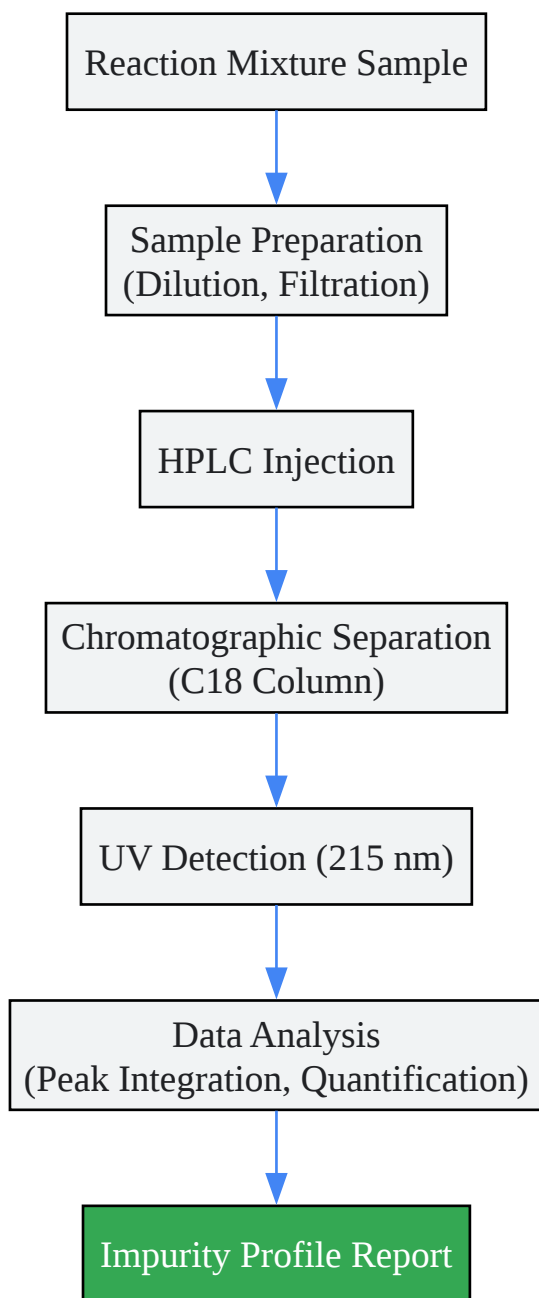 Reaction Mixture Sample
Sample Preparation
(Dilution, Filtration)
HPLC Injection
Chromatographic Separation
(C18 Column)
UV Detection (215 nm)
Data Analysis
(Peak Integration, Quantification)
Impurity Profile Report